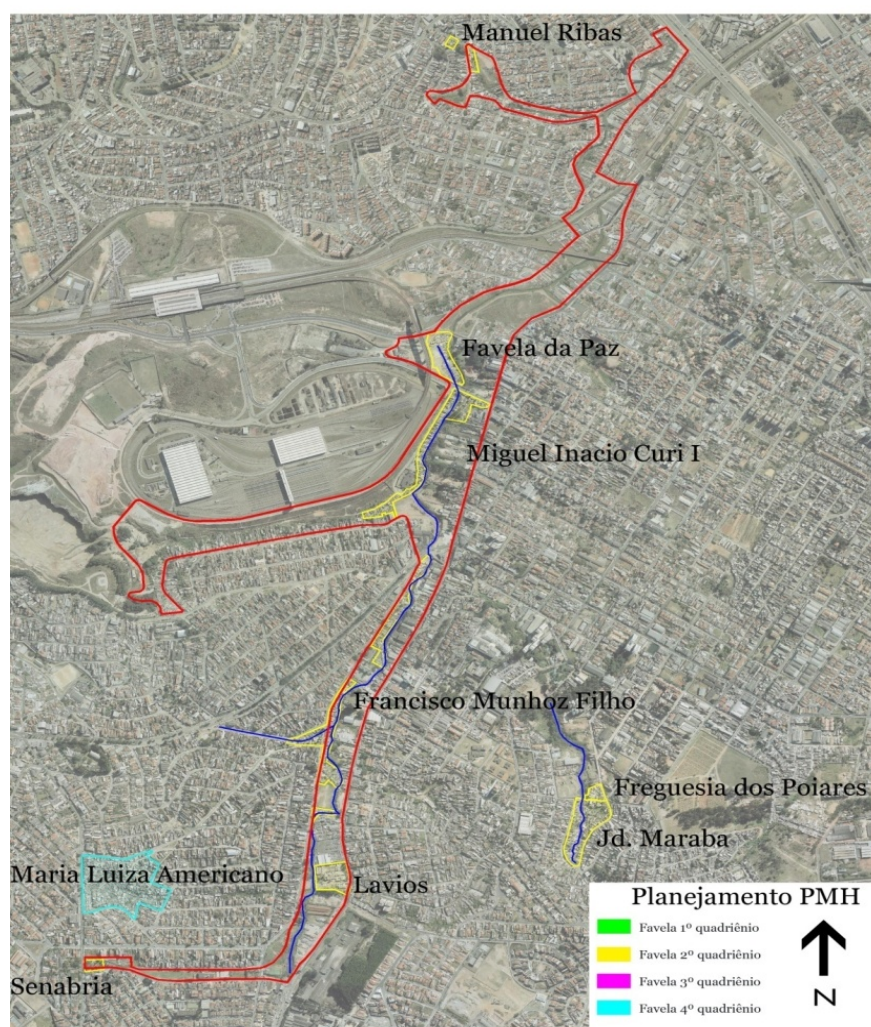 Manuel Ribas
Favela da Paz
Miguel Inacio Curi I
Francisco Munhoz Filho
Freguesia dos Poiares
Jd. Maraba
Maria Luiza Americano
Lavios
Senabria
Planejamento PMH
Favela 1º quadriênio
Favela 2º quadriênio
Favela 3º quadriênio
Favela 4º quadriênio
N